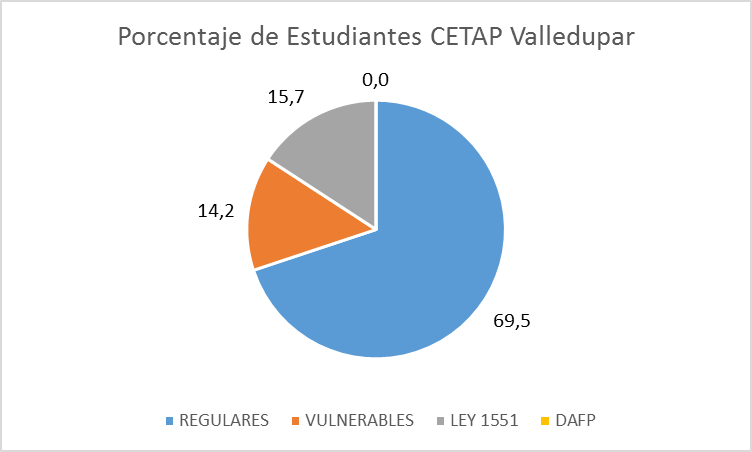 Porcentaje de Estudiantes CETAP Valledupar
0,0
15,7
14,2
69,5
REGULARES VULNERABLES LEY 1551 DAFP